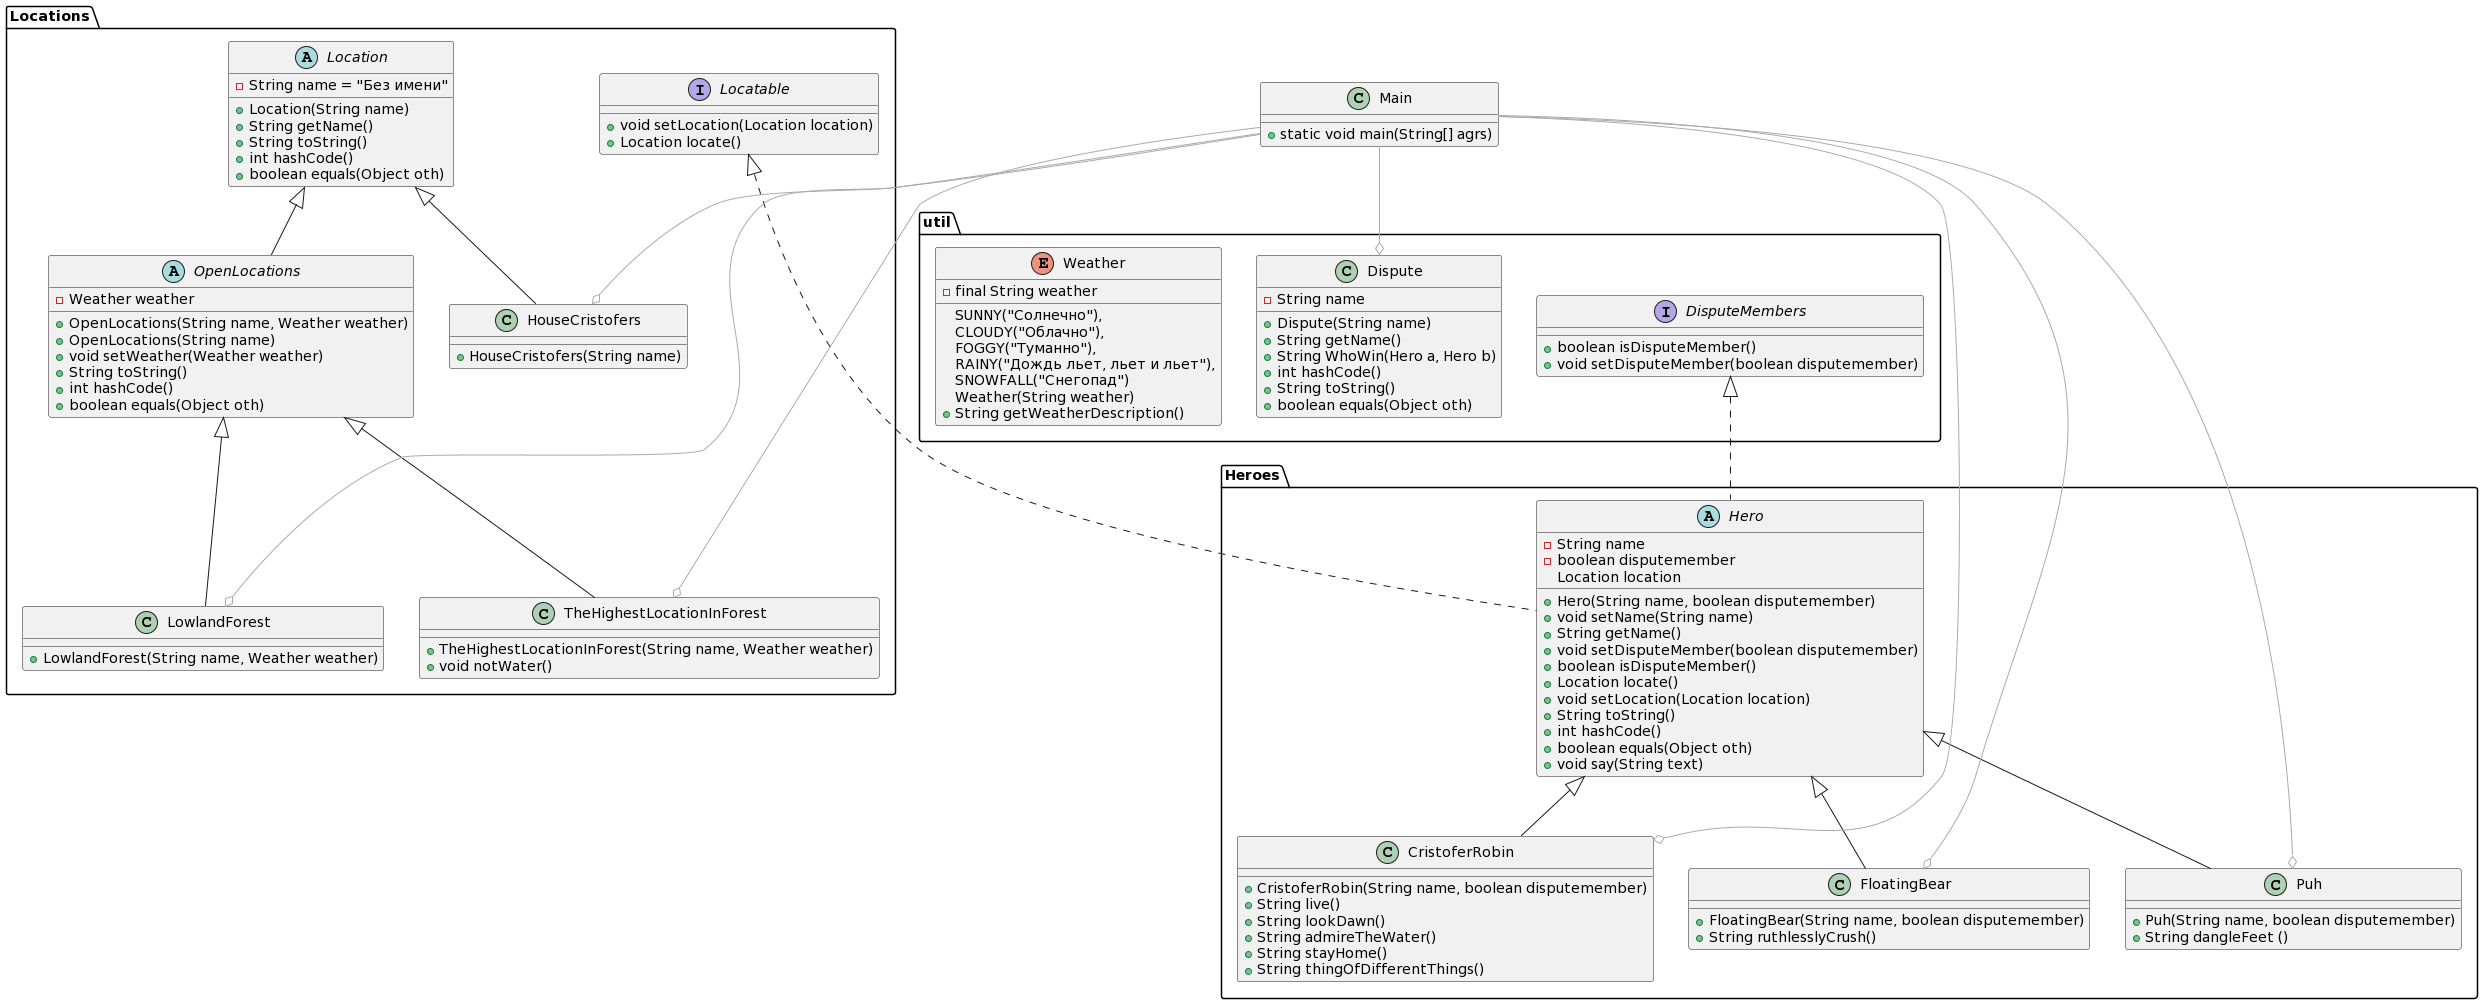 Locations
A Location
String name = "Без имени"
Location(String name)
String getName()
String toString()
int hashCode()
boolean equals(Object oth)
I Locatable
void setLocation(Location location)
Location locate()
A OpenLocations
Weather weather
OpenLocations(String name, Weather weather)
OpenLocations(String name)
void setWeather(Weather weather)
String toString()
int hashCode()
boolean equals(Object oth)
C HouseCristofers
HouseCristofers(String name)
C LowlandForest
LowlandForest(String name, Weather weather)
C TheHighestLocationInForest
TheHighestLocationInForest(String name, Weather weather)
void notWater()
C Main
static void main(String[] agrs)
util
E Weather
final String weather
SUNNY("Солнечно"),
CLOUDY("Облачно"),
FOGGY("Туманно"),
RAINY("Дождь льет, льет и льет"),
SNOWFALL("Снегопад")
Weather(String weather)
String getWeatherDescription()
C Dispute
String name
Dispute(String name)
String getName()
String WhoWin(Hero a, Hero b)
int hashCode()
String toString()
boolean equals(Object oth)
I DisputeMembers
boolean isDisputeMember()
void setDisputeMember(boolean disputemember)
Heroes
A Hero
String name
boolean disputemember
Location location
Hero(String name, boolean disputemember)
void setName(String name)
String getName()
void setDisputeMember(boolean disputemember)
boolean isDisputeMember()
Location locate()
void setLocation(Location location)
String toString()
int hashCode()
boolean equals(Object oth)
void say(String text)
C CristoferRobin
CristoferRobin(String name, boolean disputemember)
String live()
String lookDawn()
String admireTheWater()
String stayHome()
String thingOfDifferentThings()
C FloatingBear
FloatingBear(String name, boolean disputemember)
String ruthlesslyCrush()
C Puh
Puh(String name, boolean disputemember)
String dangleFeet ()